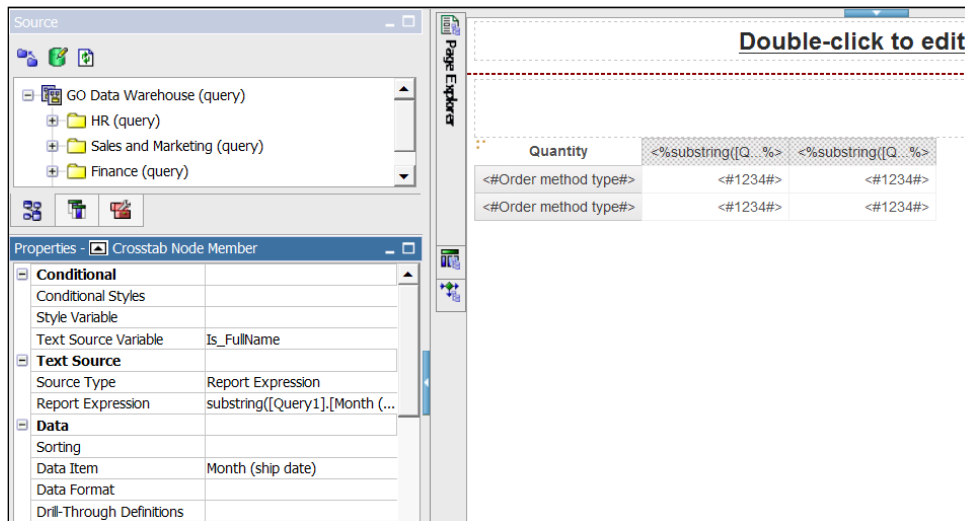 Source
GO Data Warehouse (query)
HR (query)
Sales and Marketing (query)
Finance (query)
Properties - Crosstab Node Member
Conditional
Conditional Styles
Style Variable
Text Source Variable Is_FullName
Text Source
Source Type Report Expression
Report Expression substring([Query1].[Month (...
Data
Sorting
Data Item Month (ship date)
Data Format
Drill-Through Definitions
Page Explorer
Double-click to edit
Quantity <%substring([Q...%> <%substring([Q...%>
<#Order method type#> <#1234#> <#1234#>
<#Order method type#> <#1234#> <#1234#>